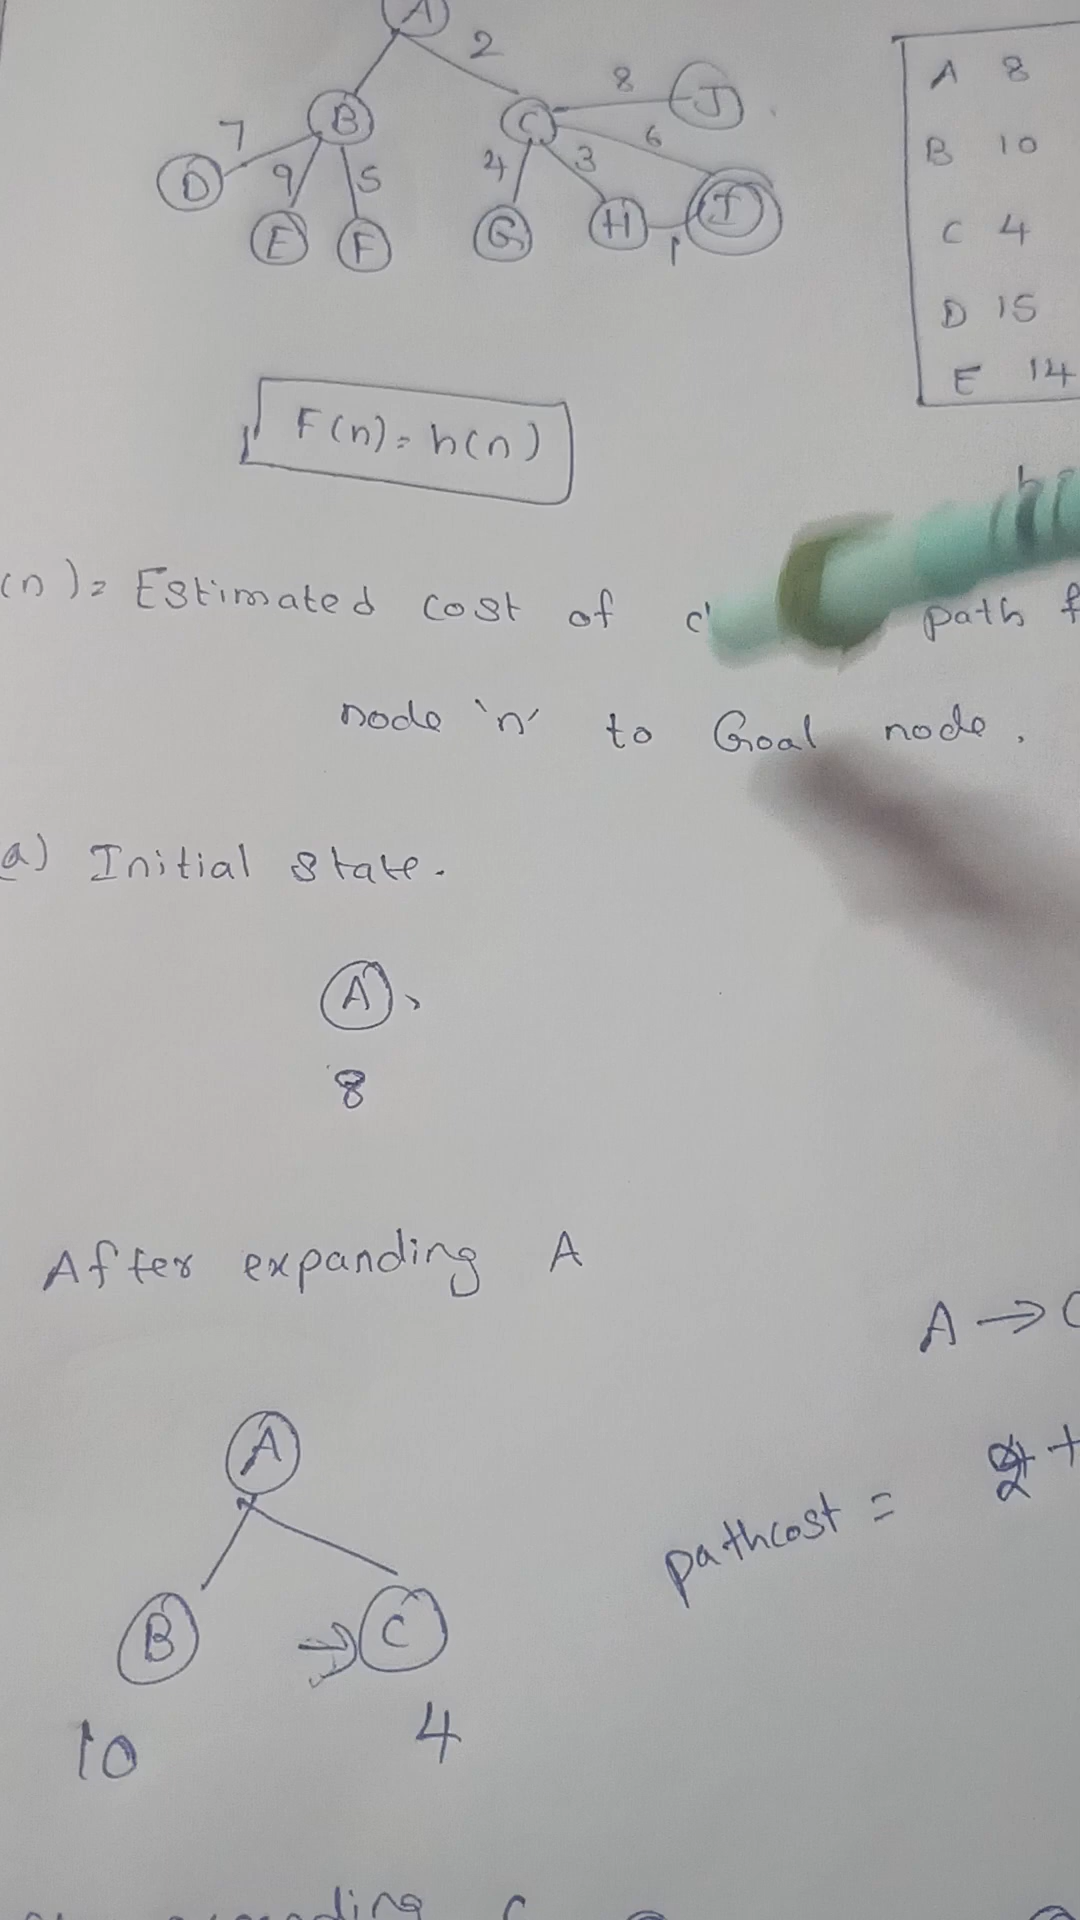 A
2
B
C
8
J
7
D
9
5
4
3
6
E
F
G
H
1
I
A 8
B 10
C 4
D 15
E 14
F(n) = h(n)
(n) = Estimated cost of path
node 'n' to Goal node.
a) Initial state.
A
8
After expanding A
A →
A
pathcost = +
B → C
10 4